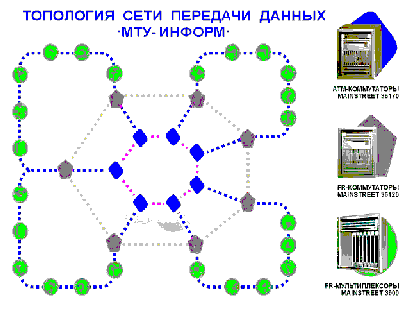 ТОПОЛОГИЯ СЕТИ ПЕРЕДАЧИ ДАННЫХ
·МТУ-ИНФОРМ·
АТМ-КОММУТАТОРЫ
MAINSTREET 36170
FR-КОММУТАТОРЫ
MAINSTREET 36120
FR-МУЛЬТИПЛЕКСОРЫ
MAINSTREET 3600